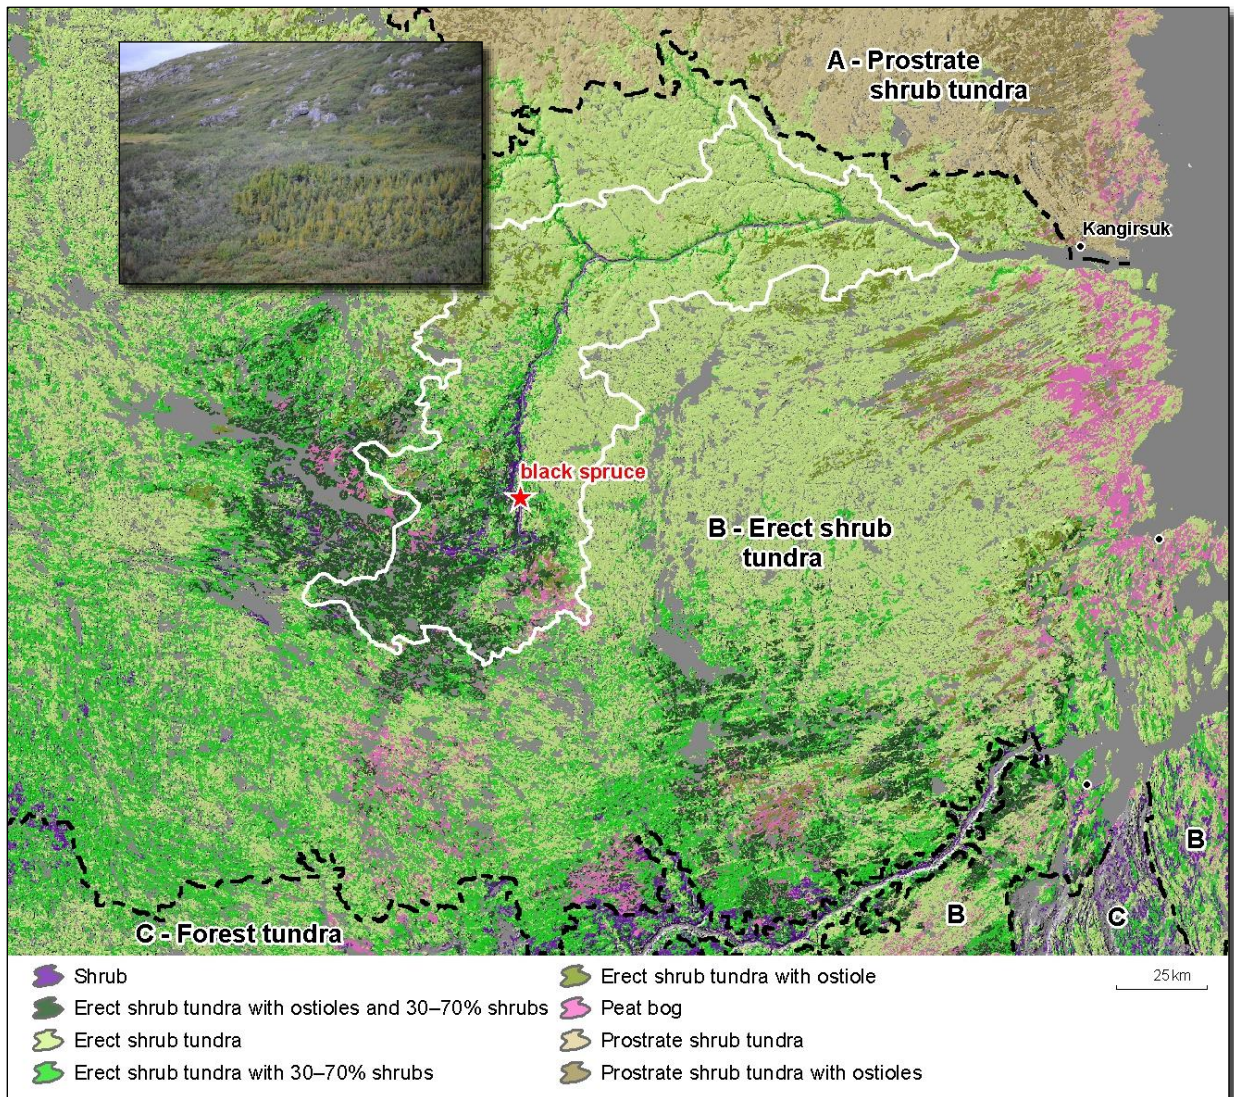 A - Prostrate
shrub tundra
Kangirsuk
black spruce
B - Erect shrub
tundra
B
C - Forest tundra
B
C
Shrub
Erect shrub tundra with ostioles and 30–70% shrubs
Erect shrub tundra
Erect shrub tundra with 30–70% shrubs
Erect shrub tundra with ostiole
Peat bog
Prostrate shrub tundra
Prostrate shrub tundra with ostioles
25 km